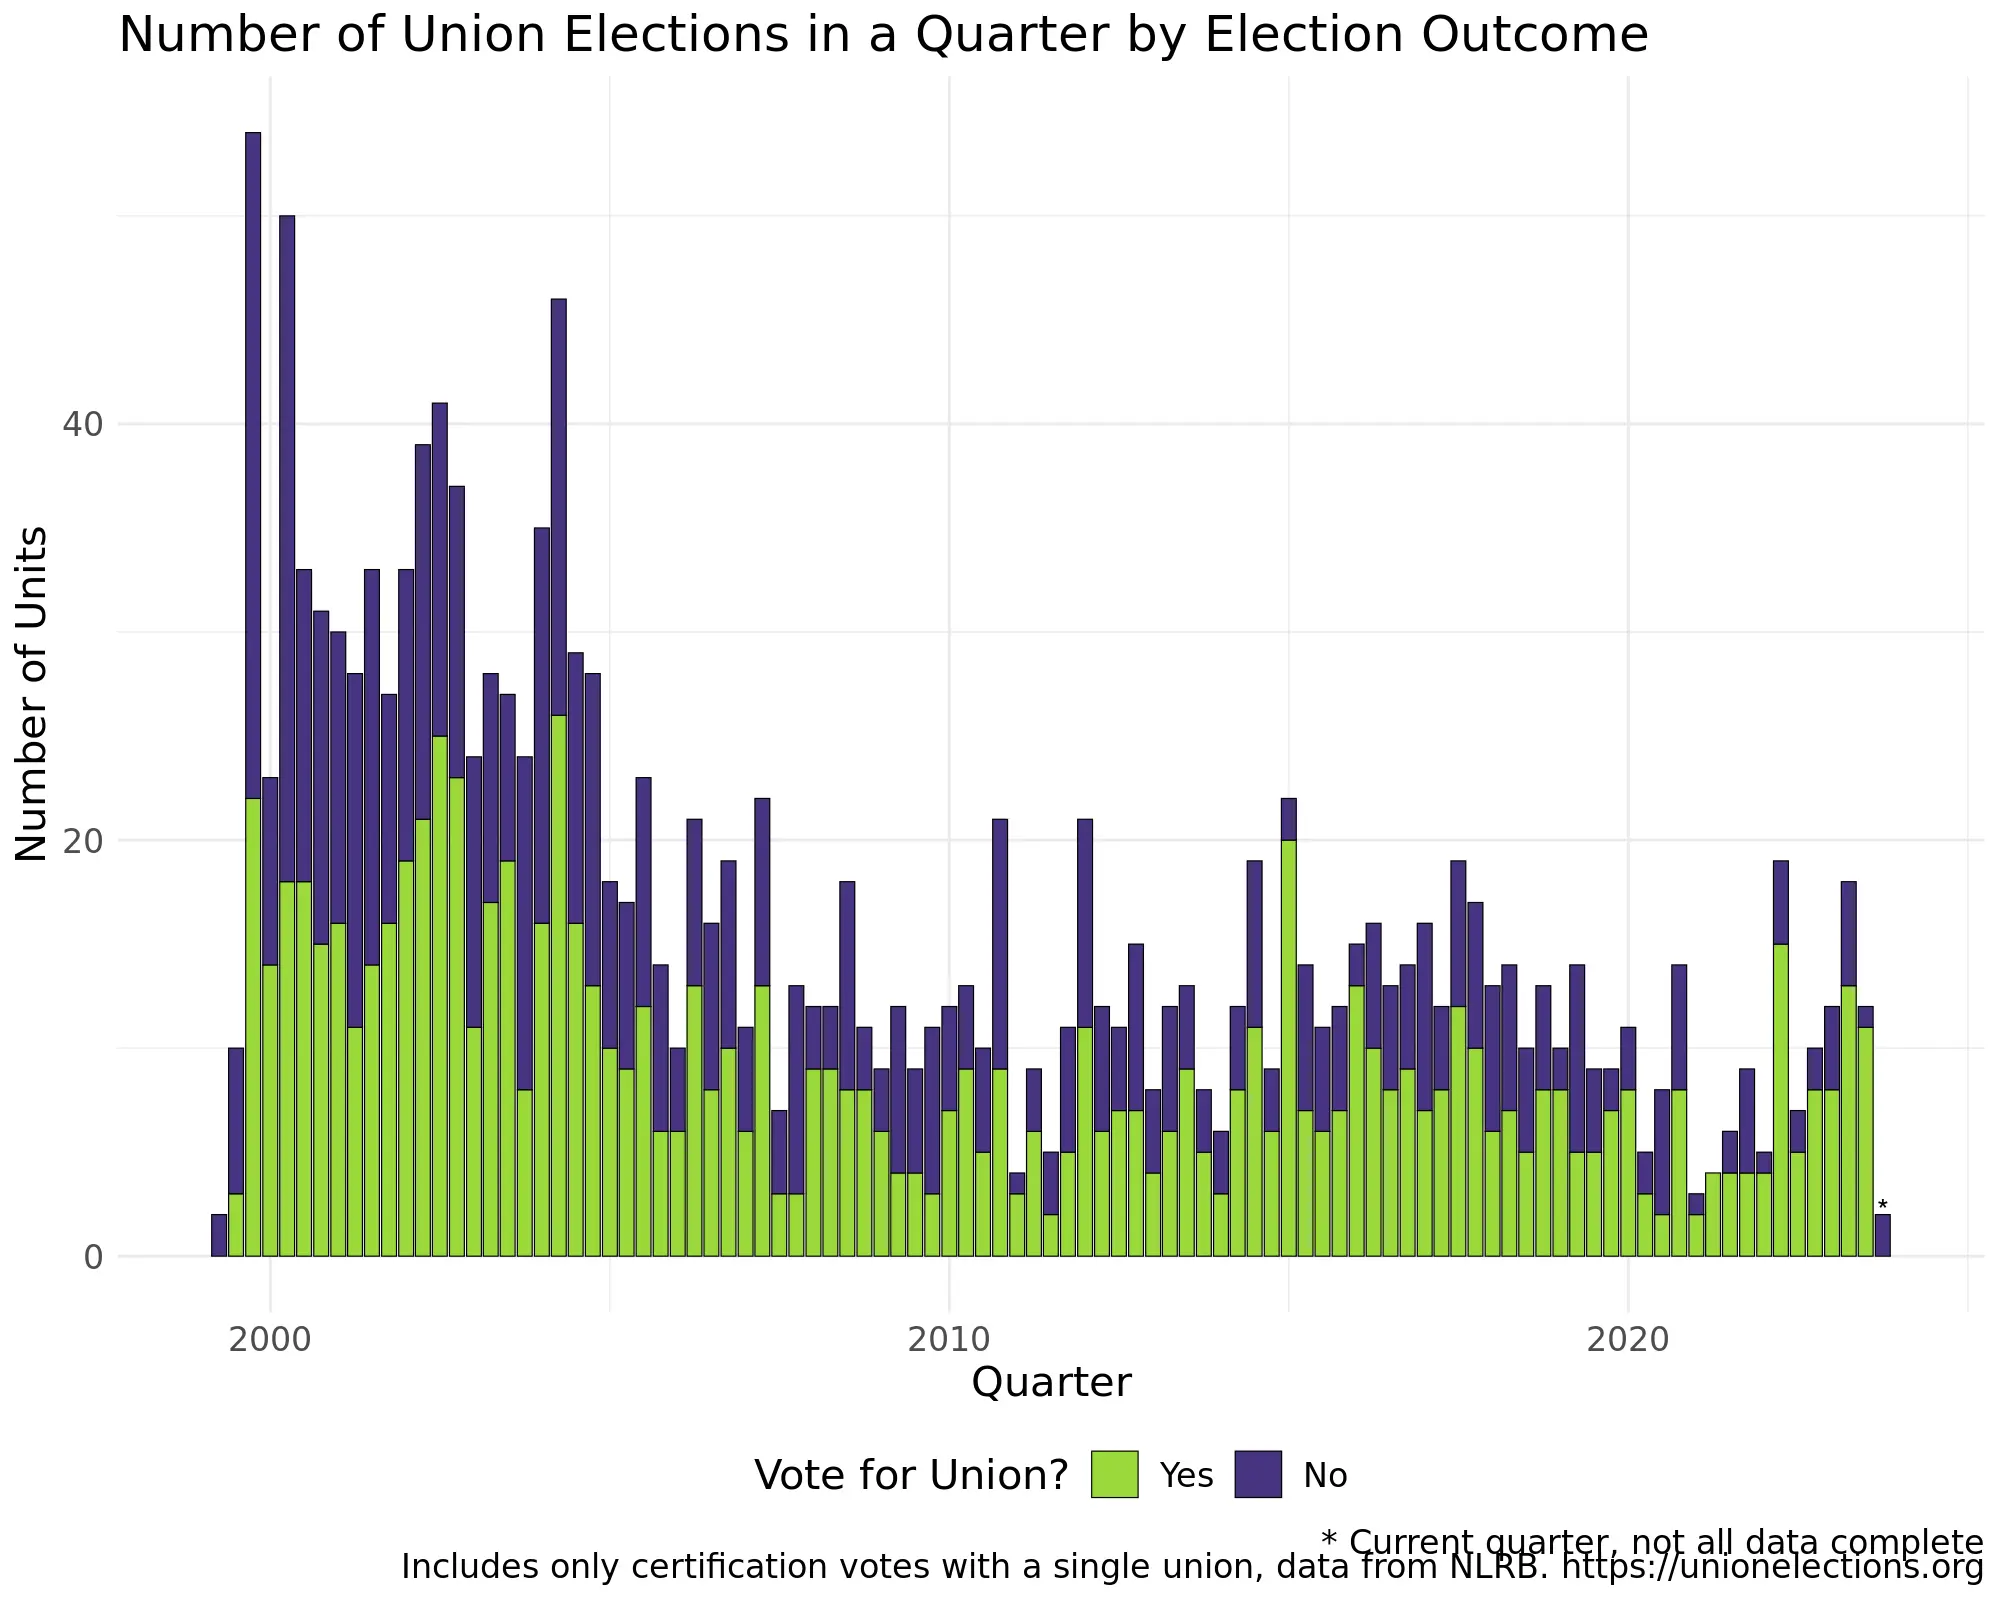 Number of Union Elections in a Quarter by Election Outcome
Number of Units
40
20
0
*
2000
2010
2020
Quarter
Vote for Union?
Yes
No
* Current quarter, not all data complete
Includes only certification votes with a single union, data from NLRB. https://unionelections.org